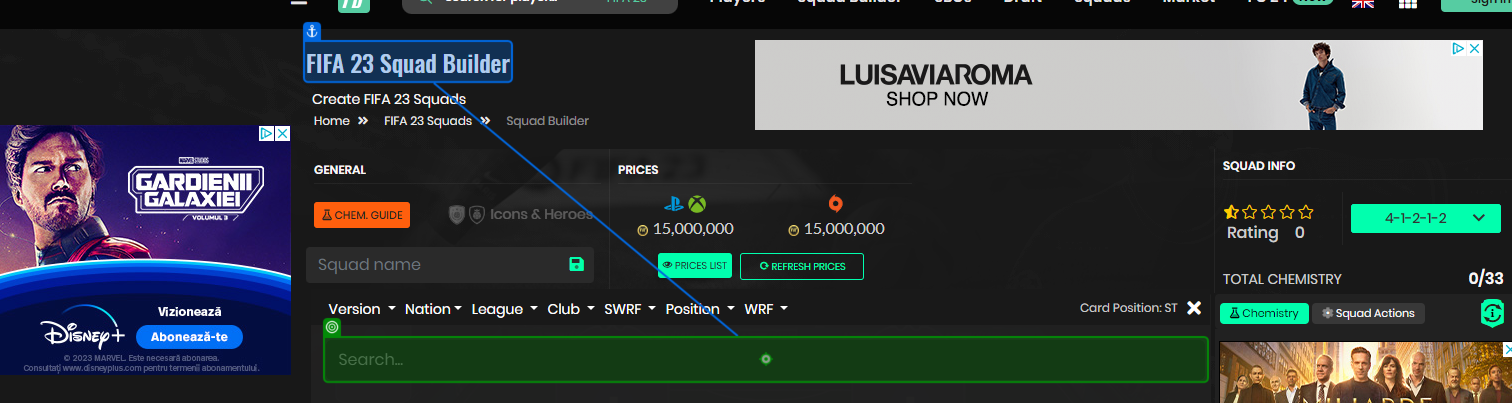 FIFA 23 Squad Builder
Create FIFA 23 Squads
Home » FIFA 23 Squads » Squad Builder
LUISAVIAROMA
SHOP NOW
MARVEL STUDIOS
GARDIENII
GALAXIEI
VOLUMUL 3
Vizionează
Disney+
Abonează-te
© 2023 MARVEL. Este necesară abonarea.
Consultați www.disneyplus.com pentru termenii abonamentului.
GENERAL
CHEM. GUIDE
Icons & Heroes
Squad name
PRICES
15,000,000
15,000,000
PRICES LIST
REFRESH PRICES
SQUAD INFO
Rating 0
4-1-2-1-2
TOTAL CHEMISTRY 0/33
Chemistry
Squad Actions
Version Nation League Club SWRF Position WRF
Card Position: ST
Search...